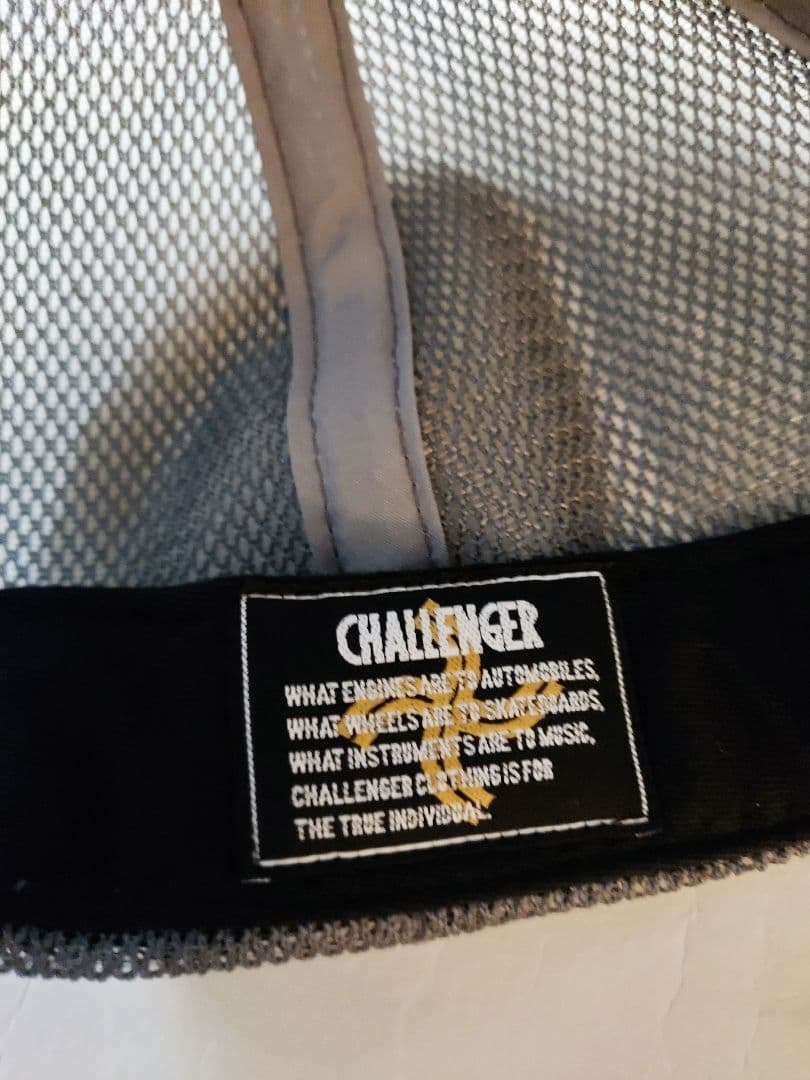 CHALLENGER
WHAT ENGINES ARE TO AUTOMOBILES,
WHAT WHEELS ARE TO SKATEBOARDS,
WHAT INSTRUMENTS ARE TO MUSIC,
CHALLENGER CLOTHING IS FOR
THE TRUE INDIVIDUAL.